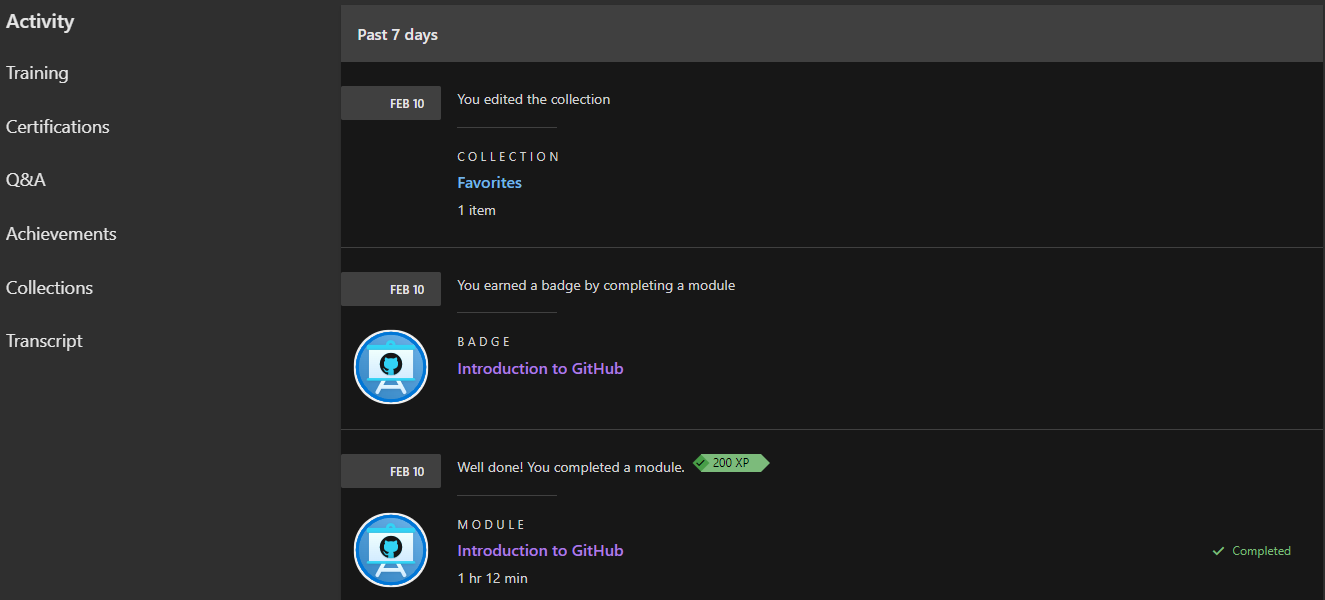 Activity
Training
Certifications
Q&A
Achievements
Collections
Transcript
Past 7 days
FEB 10
You edited the collection
COLLECTION
Favorites
1 item
FEB 10
You earned a badge by completing a module
BADGE
Introduction to GitHub
FEB 10
Well done! You completed a module.
200 XP
MODULE
Introduction to GitHub
1 hr 12 min
Completed